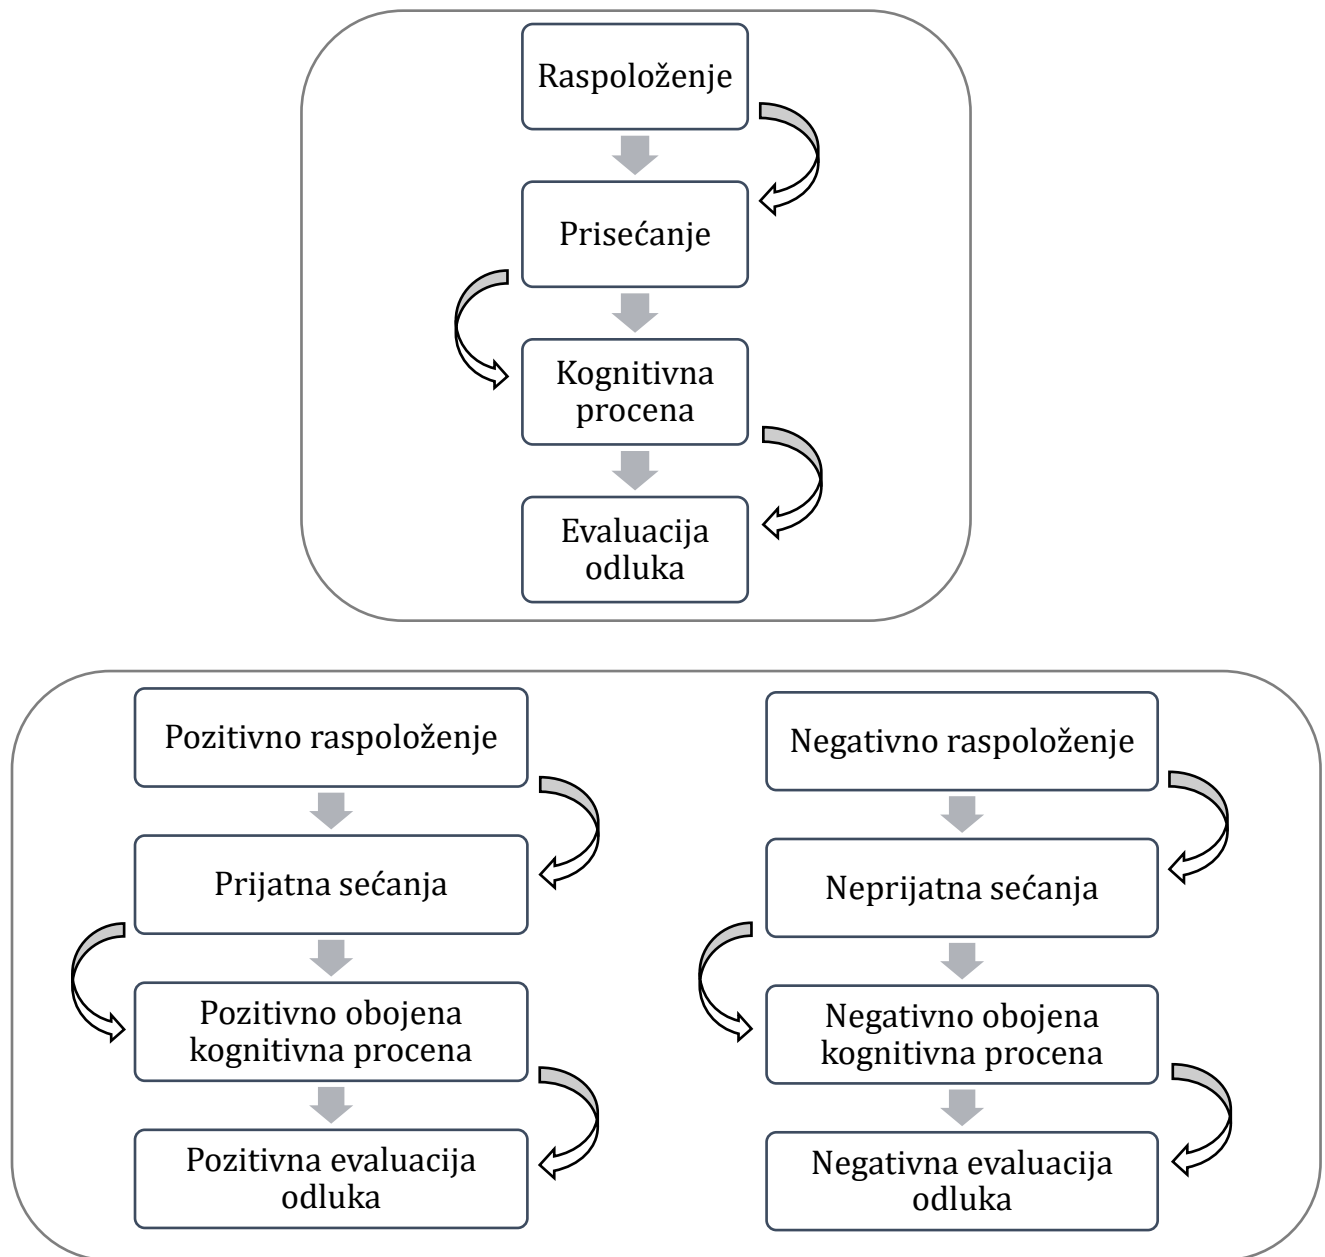 Raspoloženje
Prisećanje
Kognitivna
procena
Evaluacija
odluka
Pozitivno raspoloženje
Prijatna sećanja
Pozitivno obojena
kognitivna procena
Pozitivna evaluacija
odluka
Negativno raspoloženje
Neprijatna sećanja
Negativno obojena
kognitivna procena
Negativna evaluacija
odluka